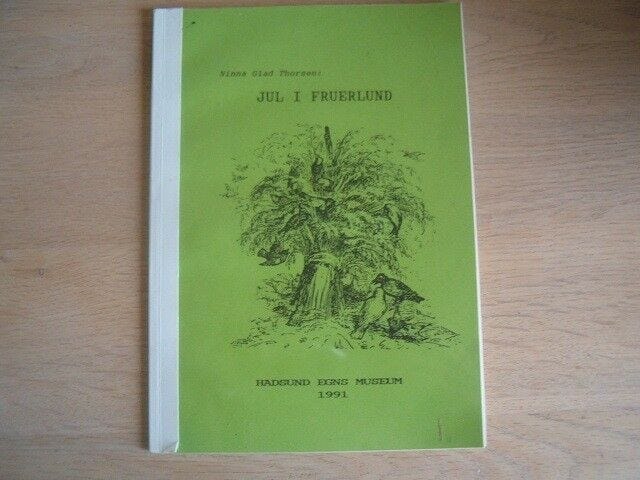 Ninna Glad Thorsen:
JUL I FRUERLUND
HADSUND EGNS MUSEUM
1991